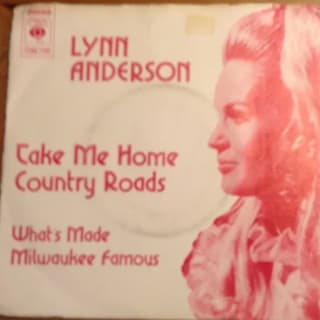 LYNN
ANDERSON
Take Me Home
Country Roads
What's Made
Milwaukee Famous